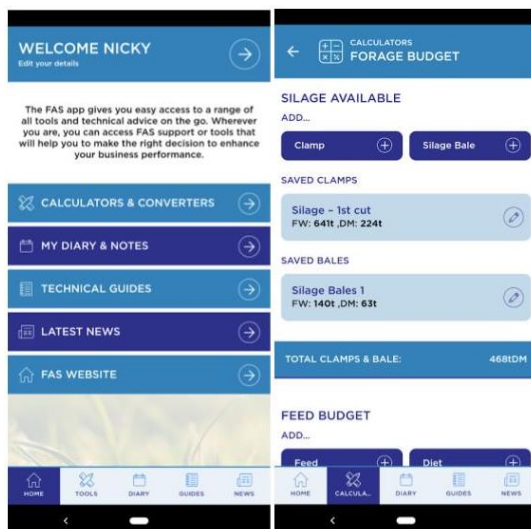 WELCOME NICKY
Edit your details
The FAS app gives you easy access to a range of
all tools and technical advice on the go. Wherever
you are, you can access FAS support or tools that
will help you to make the right decision to enhance
your business performance.
CALCULATORS & CONVERTERS
MY DIARY & NOTES
TECHNICAL GUIDES
LATEST NEWS
FAS WEBSITE
HOME
TOOLS
DIARY
GUIDES
NEWS
CALCULATORS
FORAGE BUDGET
SILAGE AVAILABLE
ADD...
Clamp
Silage Bale
SAVED CLAMPS
Silage – 1st cut
FW: 641t ,DM: 224t
SAVED BALES
Silage Bales 1
FW: 140t ,DM: 63t
TOTAL CLAMPS & BALE: 468tDM
FEED BUDGET
ADD...
Feed
Diet
HOME
CALCULA...
DIARY
GUIDES
NEWS